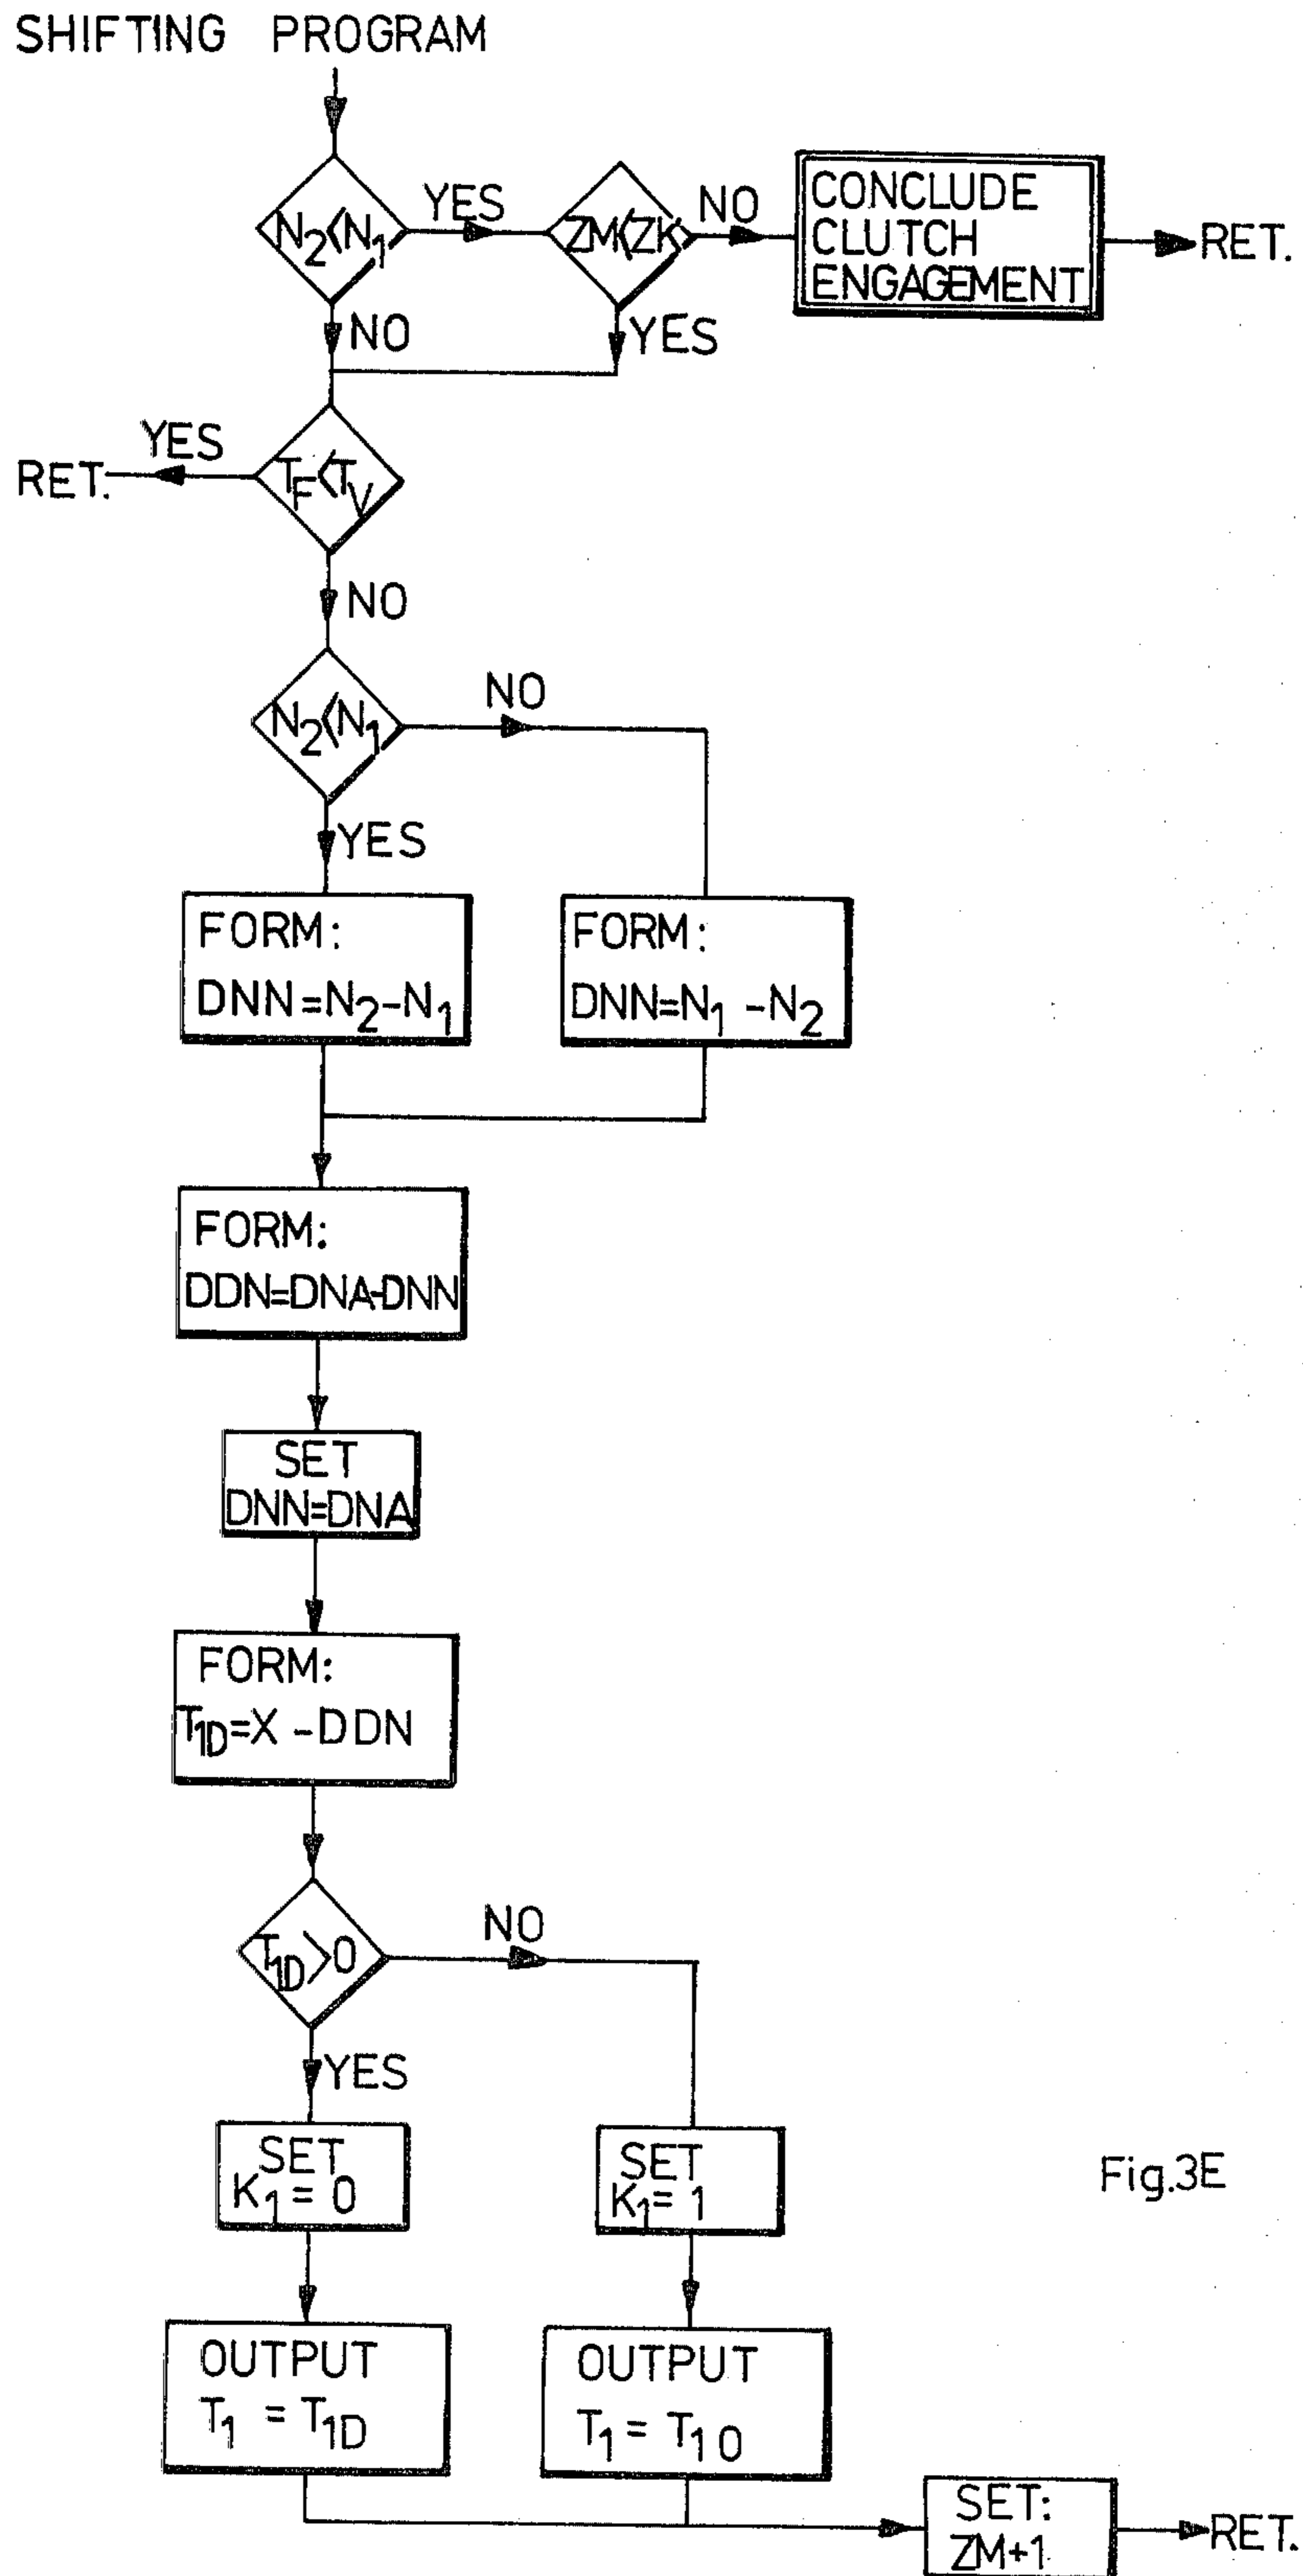 SHIFTING PROGRAM
N₂<N₁
YES
ZM<ZK
NO
CONCLUDE
CLUTCH
ENGAGEMENT
RET.
NO
YES
YES
RET.
T_F<T_V
NO
N₂<N₁
NO
YES
FORM:
DNN=N₂-N₁
FORM:
DNN=N₁-N₂
FORM:
DDN=DNA-DNN
SET
DNN=DNA
FORM:
T₁D=X-DDN
T₁D>0
NO
YES
SET
K₁=0
SET
K₁=1
Fig.3E
OUTPUT
T₁=T₁D
OUTPUT
T₁=T₁0
SET:
ZM+1
RET.